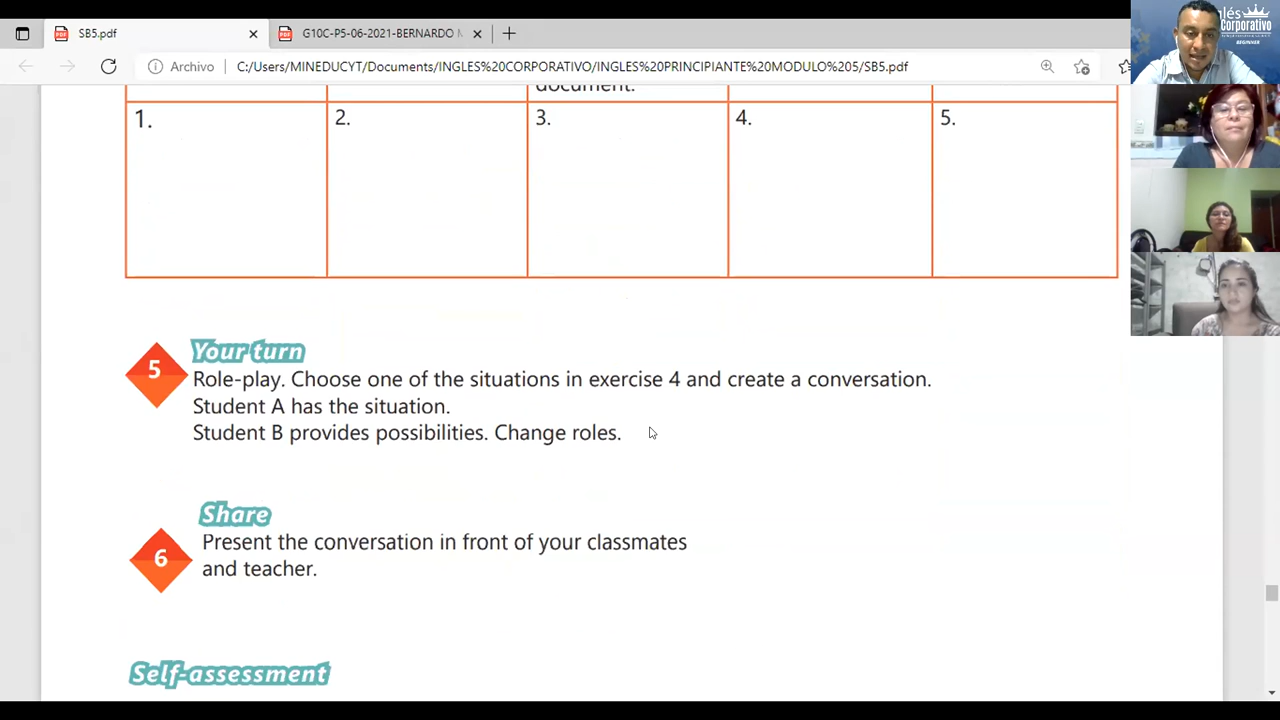 SB5.pdf
G10C-P5-06-2021-BERNARDO
Archivo
C:/Users/MINEDUCYT/Documents/INGLES%20CORPORATIVO/INGLES%20PRINCIPIANTE%20MODULO%205/SB5.pdf
glés
Corporativo
BEGINNER
document.
1.
2.
3.
4.
5.
5
Your turn
Role-play. Choose one of the situations in exercise 4 and create a conversation.
Student A has the situation.
Student B provides possibilities. Change roles.
6
Share
Present the conversation in front of your classmates
and teacher.
Self-assessment